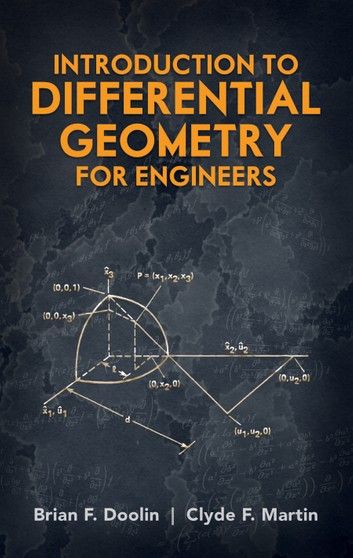 INTRODUCTION TO
DIFFERENTIAL
GEOMETRY
FOR ENGINEERS
x̂₃
P = (x₁, x₂, x₃)
(0,0,1)
(0,0,x₃)
x̂₂, û₂
(0,x₂,0)
(0,u₂,0)
x̂₁, û₁
d
(u₁,u₂,0)
Brian F. Doolin | Clyde F. Martin